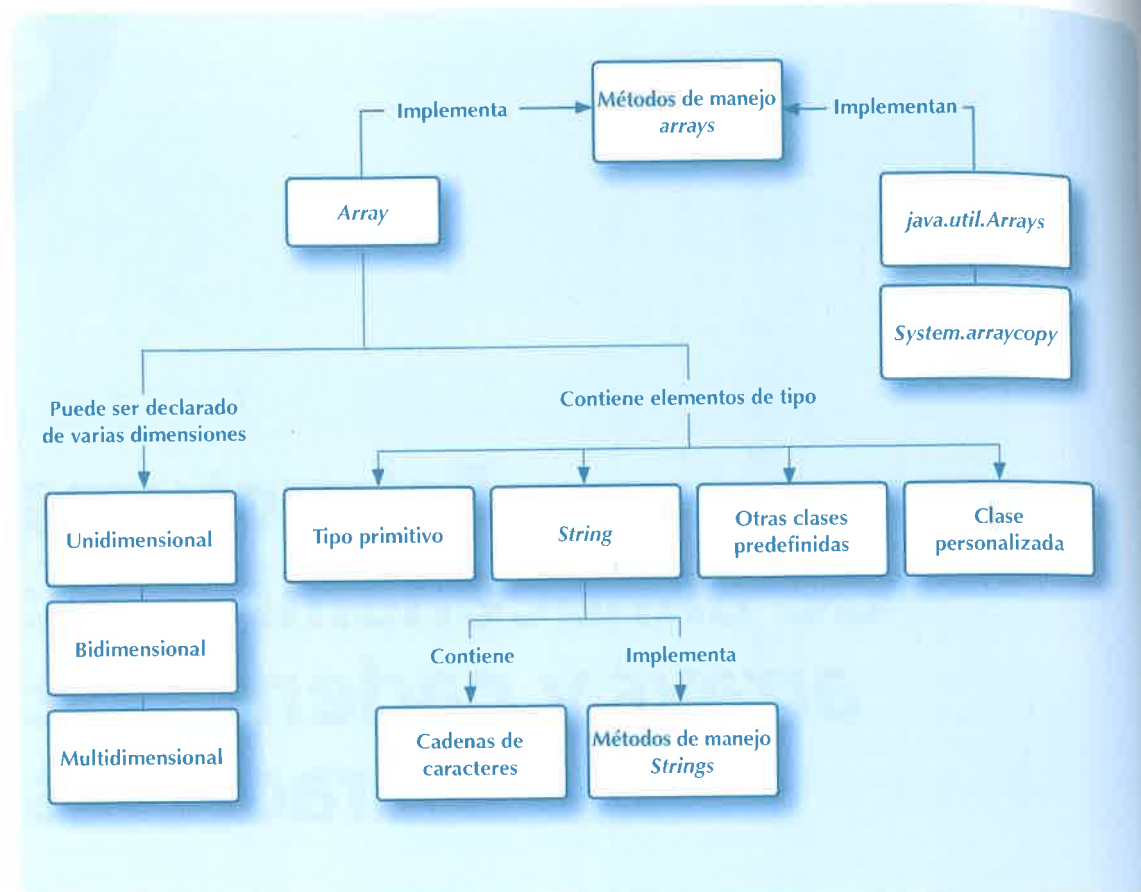 Métodos de manejo
arrays
Implementa
Implementan
Array
java.util.Arrays
System.arraycopy
Puede ser declarado
de varias dimensiones
Contiene elementos de tipo
Unidimensional
Bidimensional
Multidimensional
Tipo primitivo
String
Otras clases
predefinidas
Clase
personalizada
Contiene
Implementa
Cadenas de
caracteres
Métodos de manejo
Strings